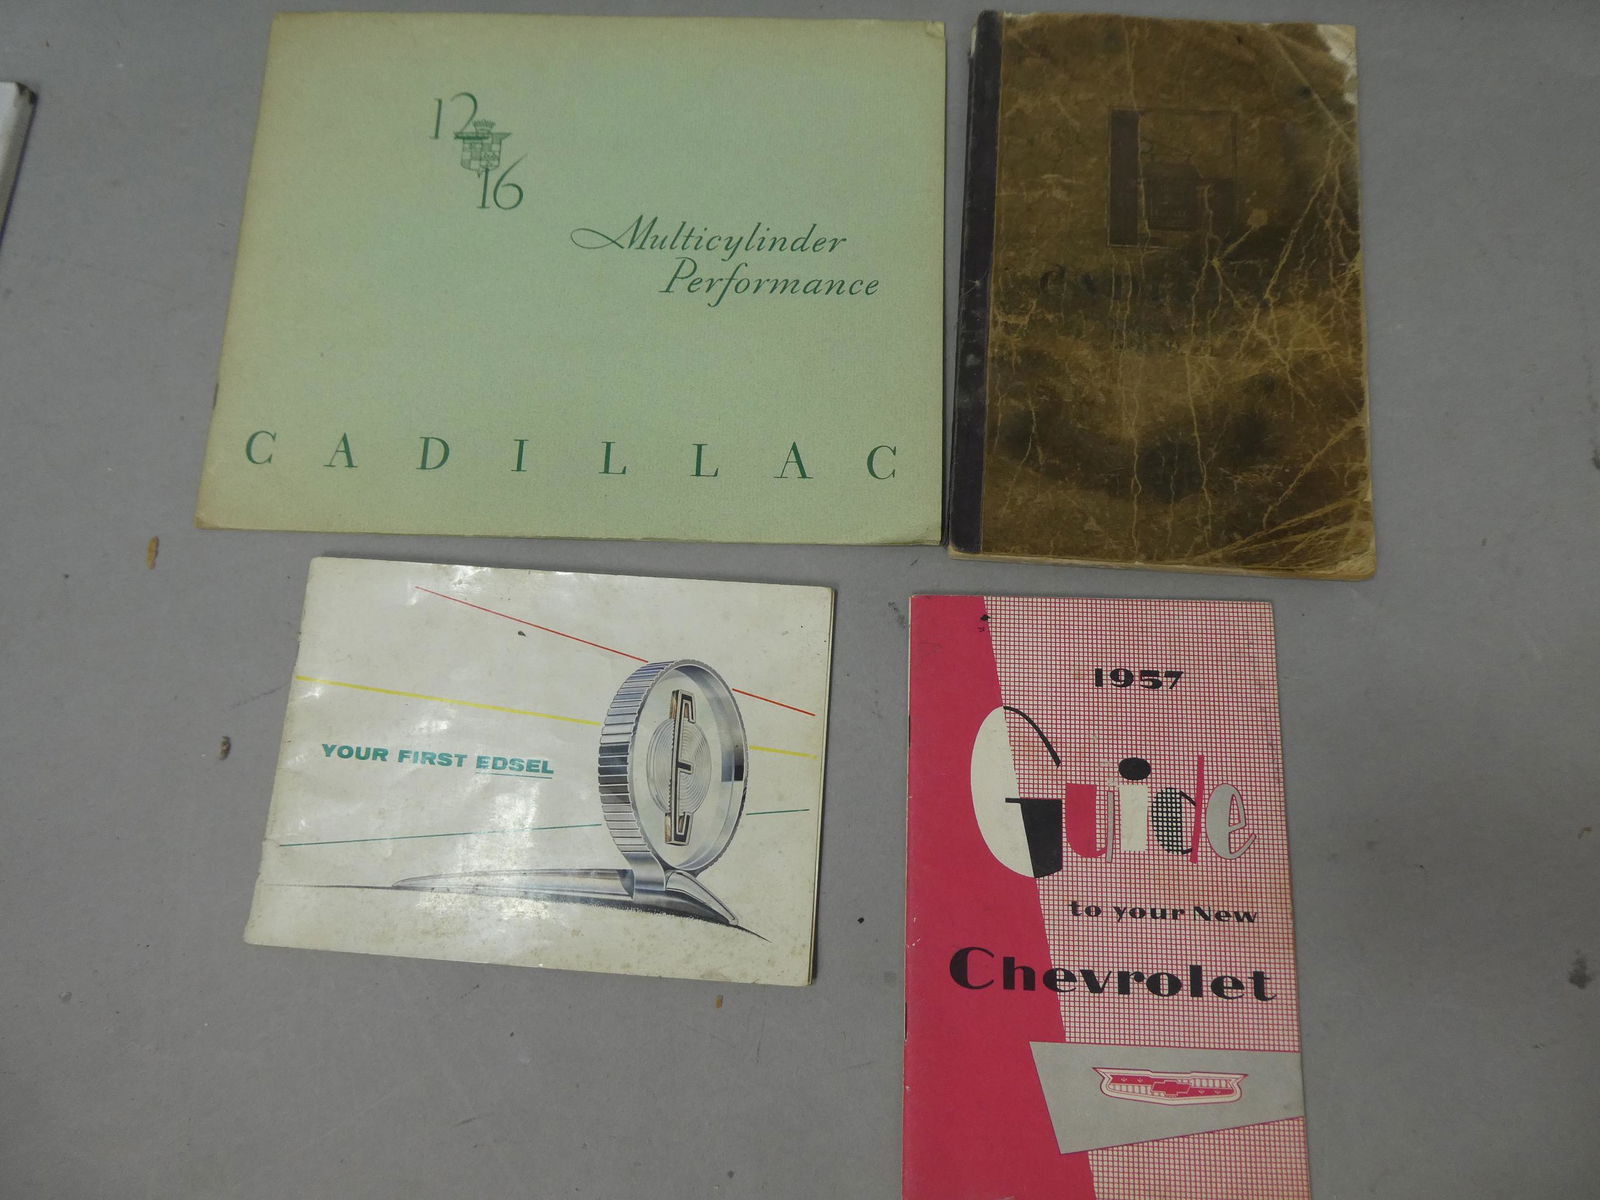 12
16
Multicylinder
Performance
CADILLAC
YOUR FIRST EDSEL
1957
Guide
to your New
Chevrolet